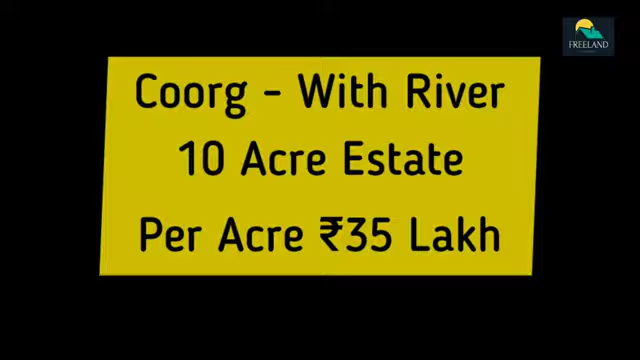 FREELAND
Coorg - With River
10 Acre Estate
Per Acre ₹35 Lakh